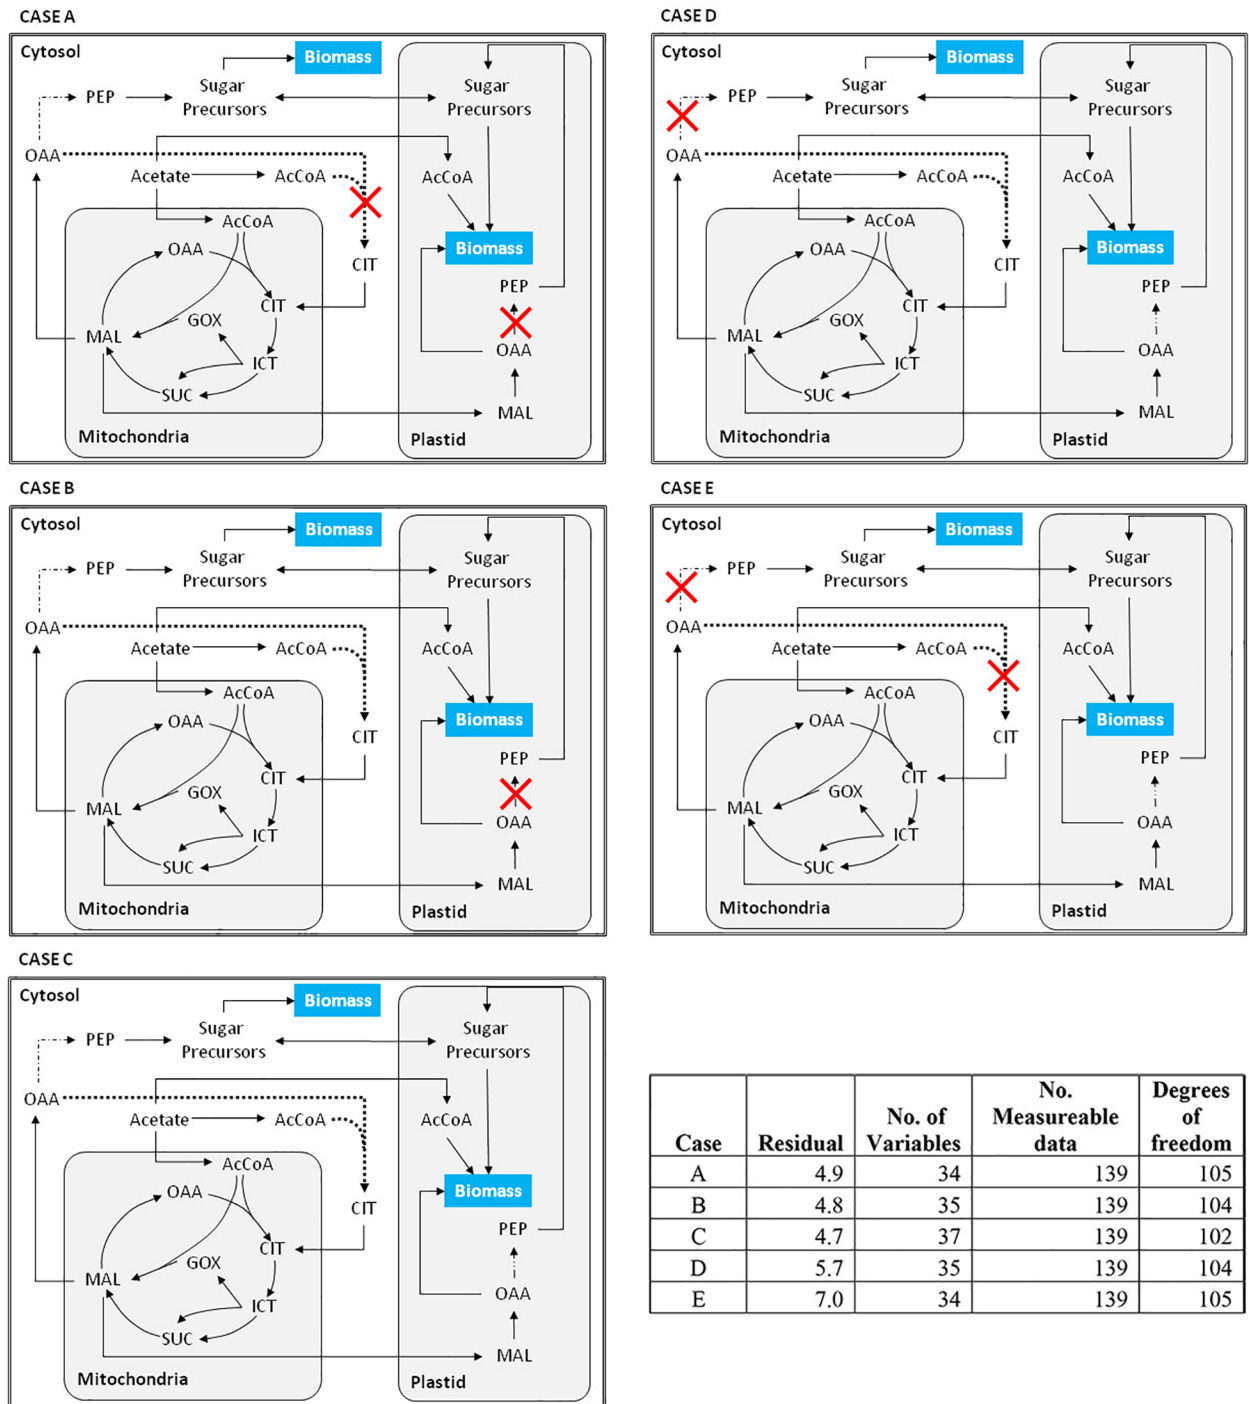 CASE A
Cytosol
Biomass
PEP
Sugar
Precursors
Sugar
Precursors
OAA
Acetate
AcCoA
AcCoA
AcCoA
OAA
CIT
Biomass
CIT
PEP
MAL
GOX
ICT
OAA
SUC
MAL
Mitochondria
Plastid
CASE D
Cytosol
Biomass
PEP
Sugar
Precursors
Sugar
Precursors
OAA
Acetate
AcCoA
AcCoA
AcCoA
OAA
CIT
Biomass
CIT
PEP
MAL
GOX
ICT
OAA
SUC
MAL
Mitochondria
Plastid
CASE B
Cytosol
Biomass
PEP
Sugar
Precursors
Sugar
Precursors
OAA
Acetate
AcCoA
AcCoA
AcCoA
OAA
CIT
Biomass
CIT
PEP
MAL
GOX
ICT
OAA
SUC
MAL
Mitochondria
Plastid
CASE E
Cytosol
Biomass
PEP
Sugar
Precursors
Sugar
Precursors
OAA
Acetate
AcCoA
AcCoA
AcCoA
OAA
CIT
Biomass
CIT
PEP
MAL
GOX
ICT
OAA
SUC
MAL
Mitochondria
Plastid
CASE C
Cytosol
Biomass
PEP
Sugar
Precursors
Sugar
Precursors
OAA
Acetate
AcCoA
AcCoA
AcCoA
OAA
CIT
Biomass
CIT
PEP
MAL
GOX
ICT
OAA
SUC
MAL
Mitochondria
Plastid
Case Residual No. of Variables No. Measureable data Degrees of freedom
A 4.9 34 139 105
B 4.8 35 139 104
C 4.7 37 139 102
D 5.7 35 139 104
E 7.0 34 139 105